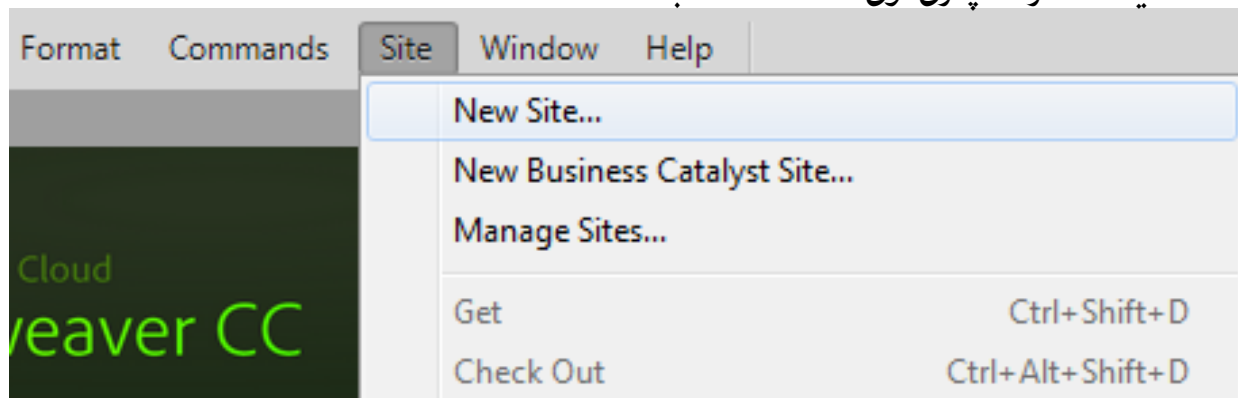 Format Commands Site Window Help
New Site...
New Business Catalyst Site...
Manage Sites...
Cloud
weaver CC
Get Ctrl+Shift+D
Check Out Ctrl+Alt+Shift+D